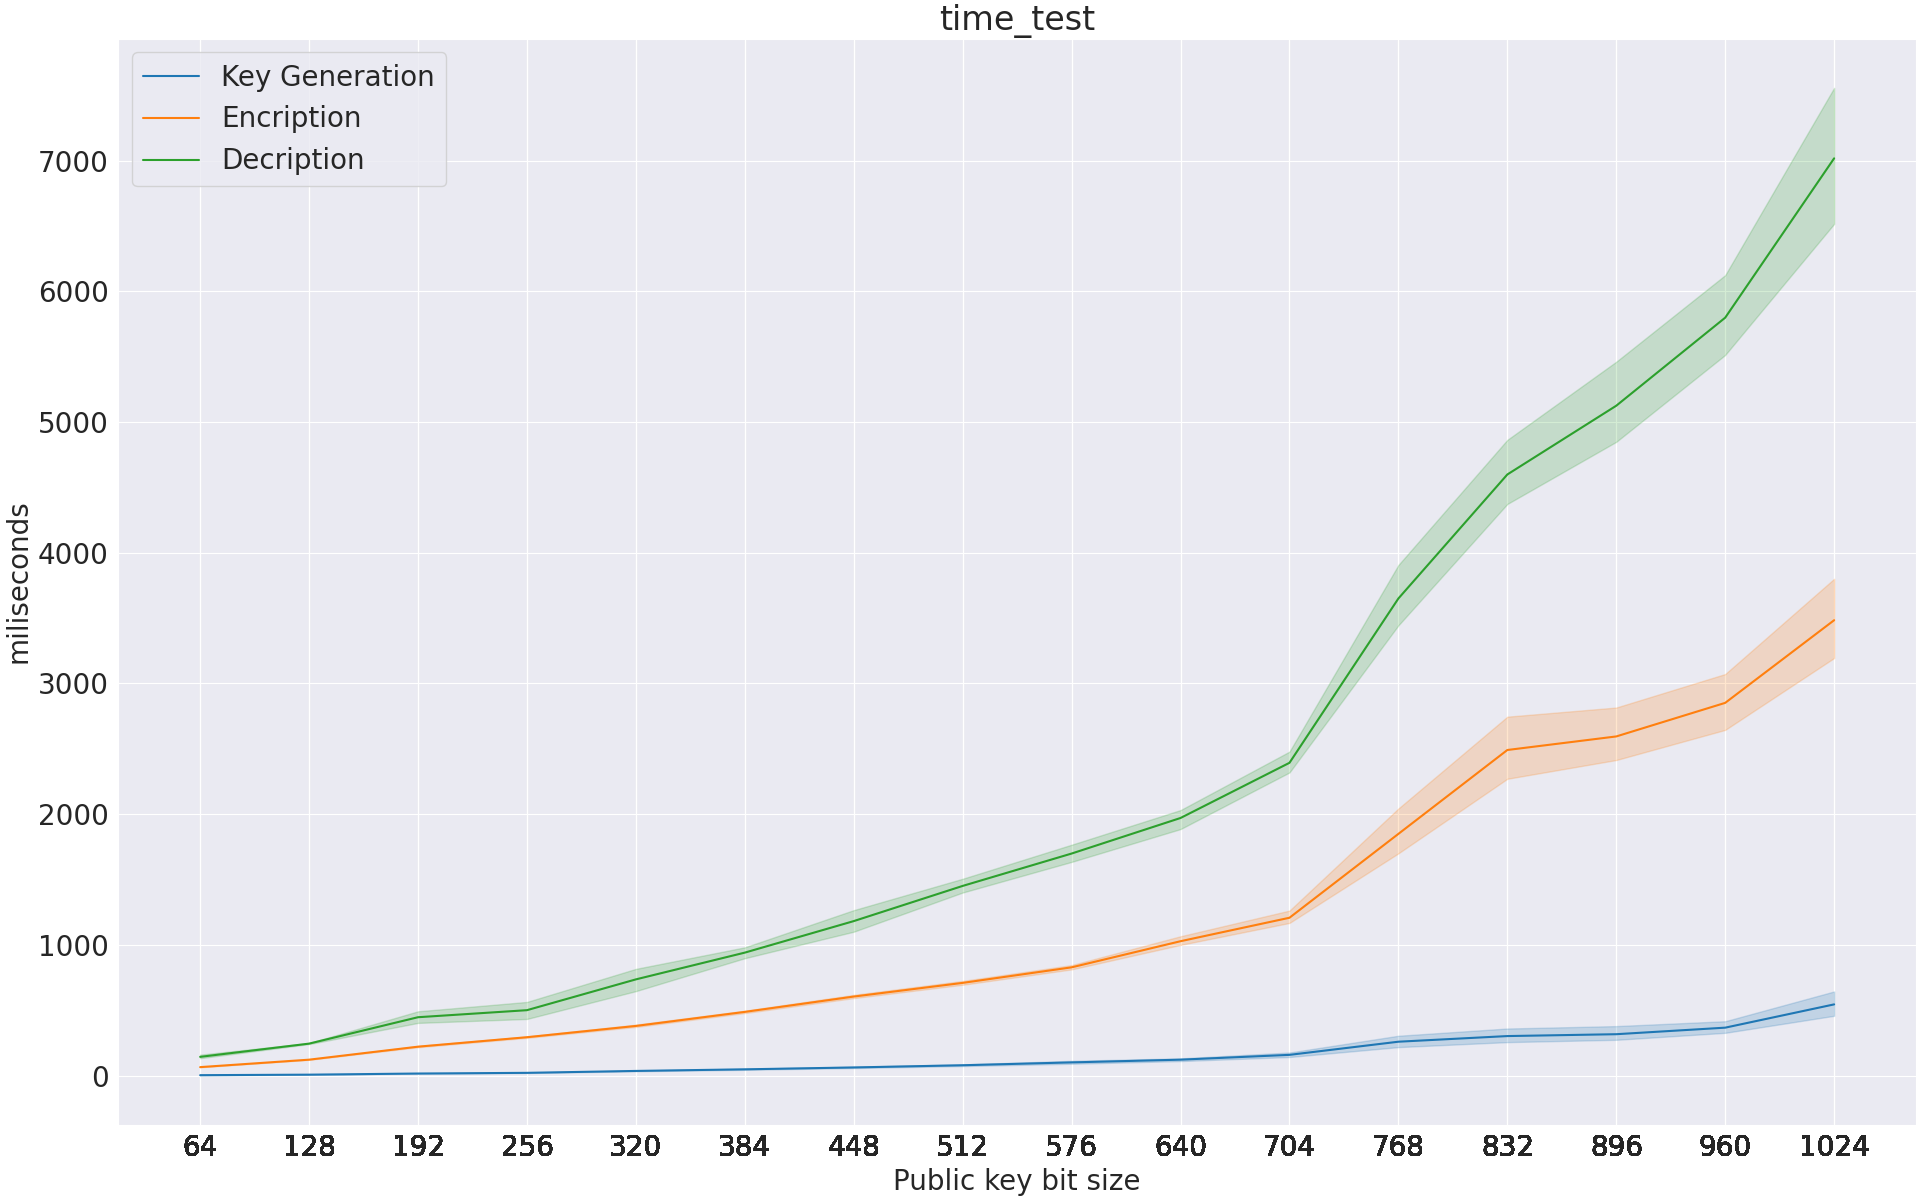 time_test
Key Generation
Encription
Decription
7000
6000
5000
4000
3000
2000
1000
0
miliseconds
64 128 192 256 320 384 448 512 576 640 704 768 832 896 960 1024
Public key bit size